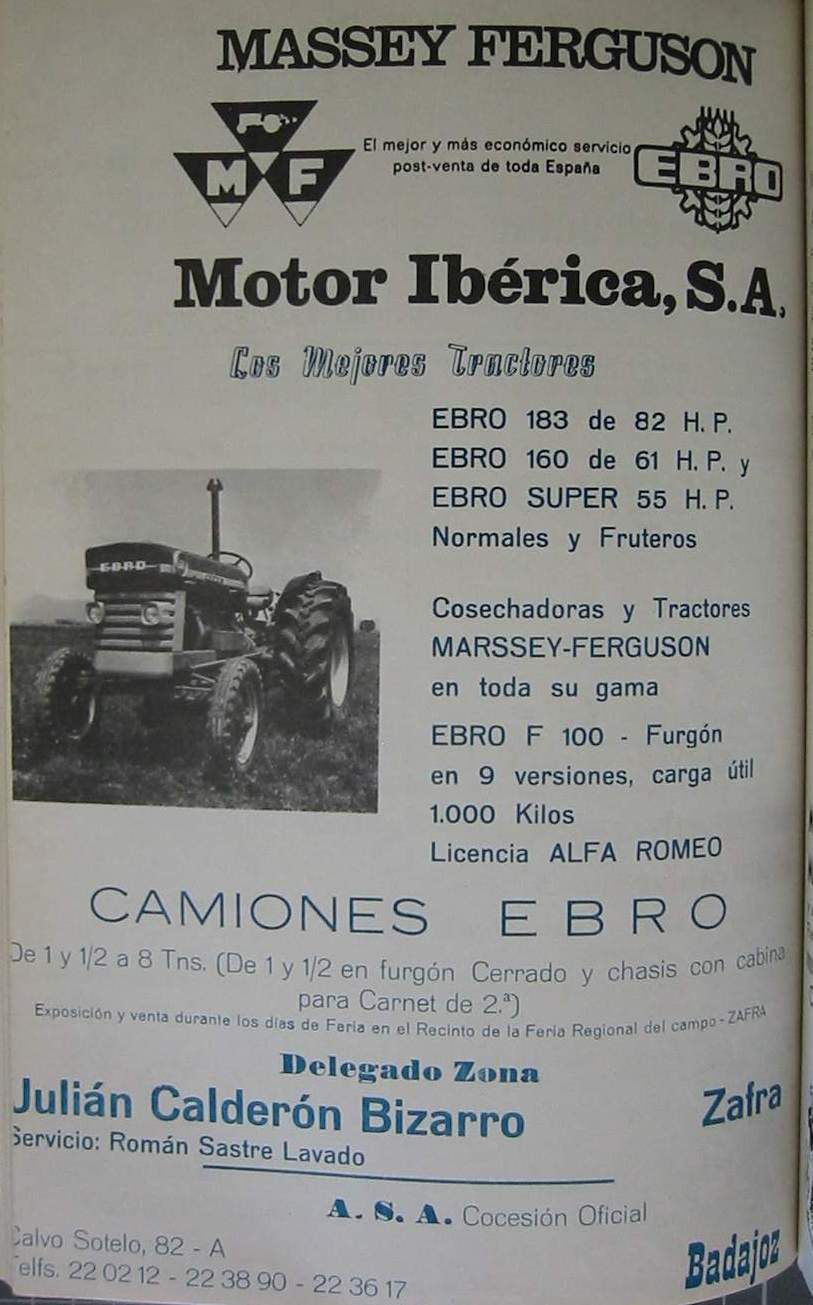 MASSEY FERGUSON
M F
El mejor y más económico servicio
post-venta de toda España
EBRO
Motor Ibérica, S.A.
Los Mejores Tractores
EBRO 183 de 82 H. P.
EBRO 160 de 61 H. P. y
EBRO SUPER 55 H. P.
Normales y Fruteros
EBRO
Cosechadoras y Tractores
MARSSEY-FERGUSON
en toda su gama
EBRO F 100 - Furgón
en 9 versiones, carga útil
1.000 Kilos
Licencia ALFA ROMEO
CAMIONES EBRO
De 1 y 1/2 a 8 Tns. (De 1 y 1/2 en furgón Cerrado y chasis con cabina
para Carnet de 2.ª)
Exposición y venta durante los días de Feria en el Recinto de la Feria Regional del campo - ZAFRA
Delegado Zona
Julián Calderón Bizarro Zafra
Servicio: Román Sastre Lavado
A. S. A. Cocesión Oficial
Calvo Sotelo, 82 - A
Telfs. 22 02 12 - 22 38 90 - 22 36 17 Badajoz